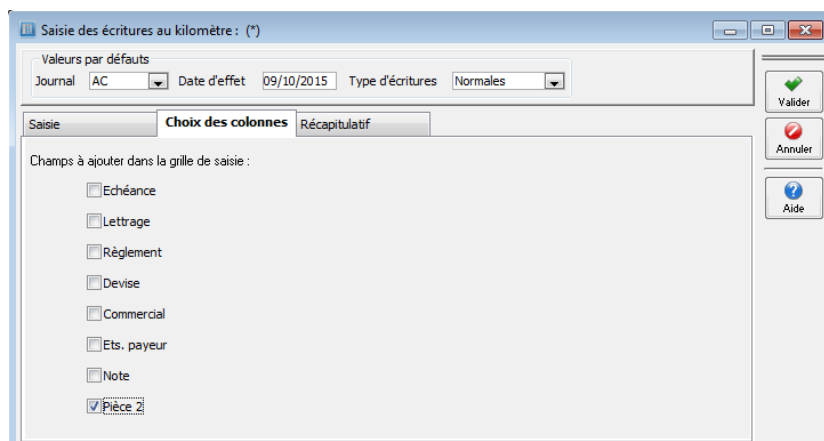 Saisie des écritures au kilomètre : (*)
Valeurs par défauts
Journal AC Date d'effet 09/10/2015 Type d'écritures Normales
Valider
Saisie Choix des colonnes Récapitulatif
Annuler
Champs à ajouter dans la grille de saisie :
Echéance
Aide
Lettrage
Règlement
Devise
Commercial
Ets. payeur
Note
Pièce 2